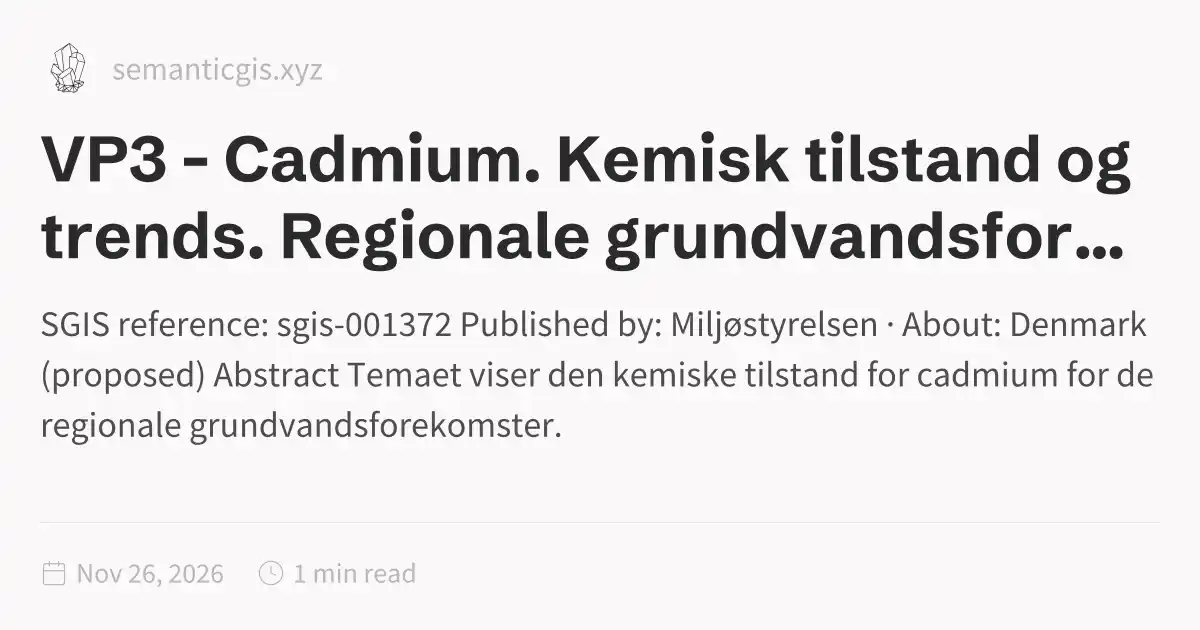 semanticgis.xyz
VP3 - Cadmium. Kemisk tilstand og
trends. Regionale grundvandsfor...
SGIS reference: sgis-001372 Published by: Miljøstyrelsen · About: Denmark
(proposed) Abstract Temaet viser den kemiske tilstand for cadmium for de
regionale grundvandsforekomster.
Nov 26, 2026
1 min read